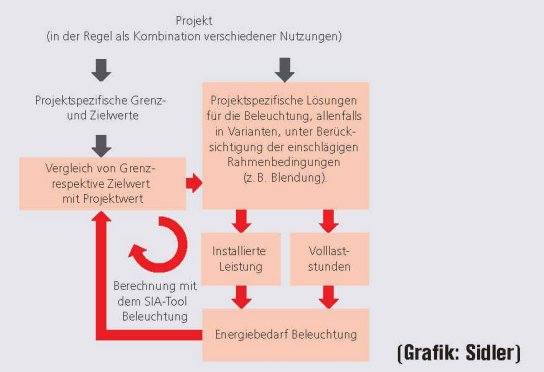 Projekt
(in der Regel als Kombination verschiedener Nutzungen)
Projektspezifische Grenz-
und Zielwerte
Projektspezifische Lösungen
für die Beleuchtung, allenfalls
in Varianten, unter Berück-
sichtigung der einschlägigen
Rahmenbedingungen
(z. B. Blendung).
Vergleich von Grenz-
respektive Zielwert
mit Projektwert
Installierte
Leistung
Volllast-
stunden
Berechnung mit
dem SIA-Tool
Beleuchtung
Energiebedarf Beleuchtung
(Grafik: Sidler)